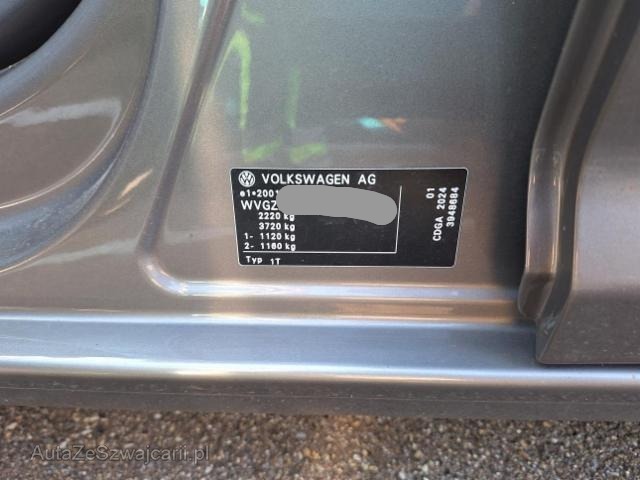 VOLKSWAGEN AG
e1*2001
WVGZ
2220 kg
3720 kg
1- 1120 kg
2- 1160 kg
Typ 1T
01
CDGA 2024
3948684
AutaZeSzwajcarii.pl